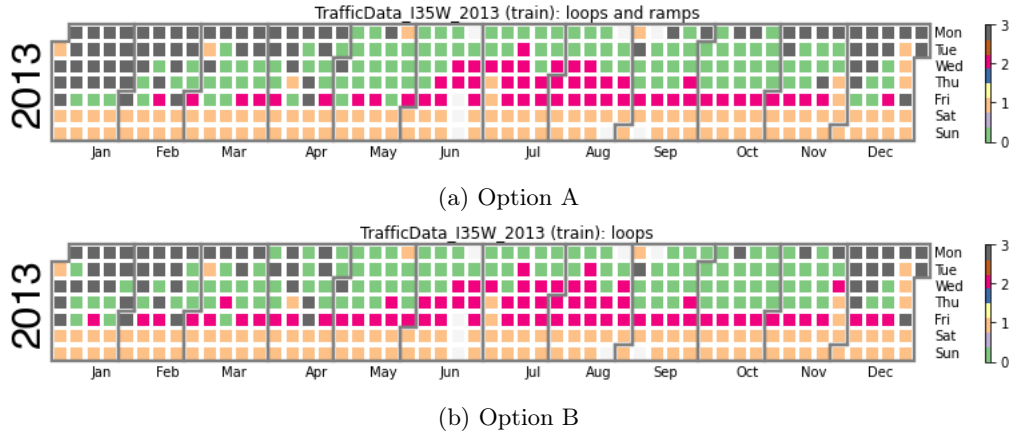 TrafficData_I35W_2013 (train): loops and ramps
2013
Mon
Tue
Wed
Thu
Fri
Sat
Sun
Jan Feb Mar Apr May Jun Jul Aug Sep Oct Nov Dec
3
2
1
0
(a) Option A
TrafficData_I35W_2013 (train): loops
2013
Mon
Tue
Wed
Thu
Fri
Sat
Sun
Jan Feb Mar Apr May Jun Jul Aug Sep Oct Nov Dec
3
2
1
0
(b) Option B